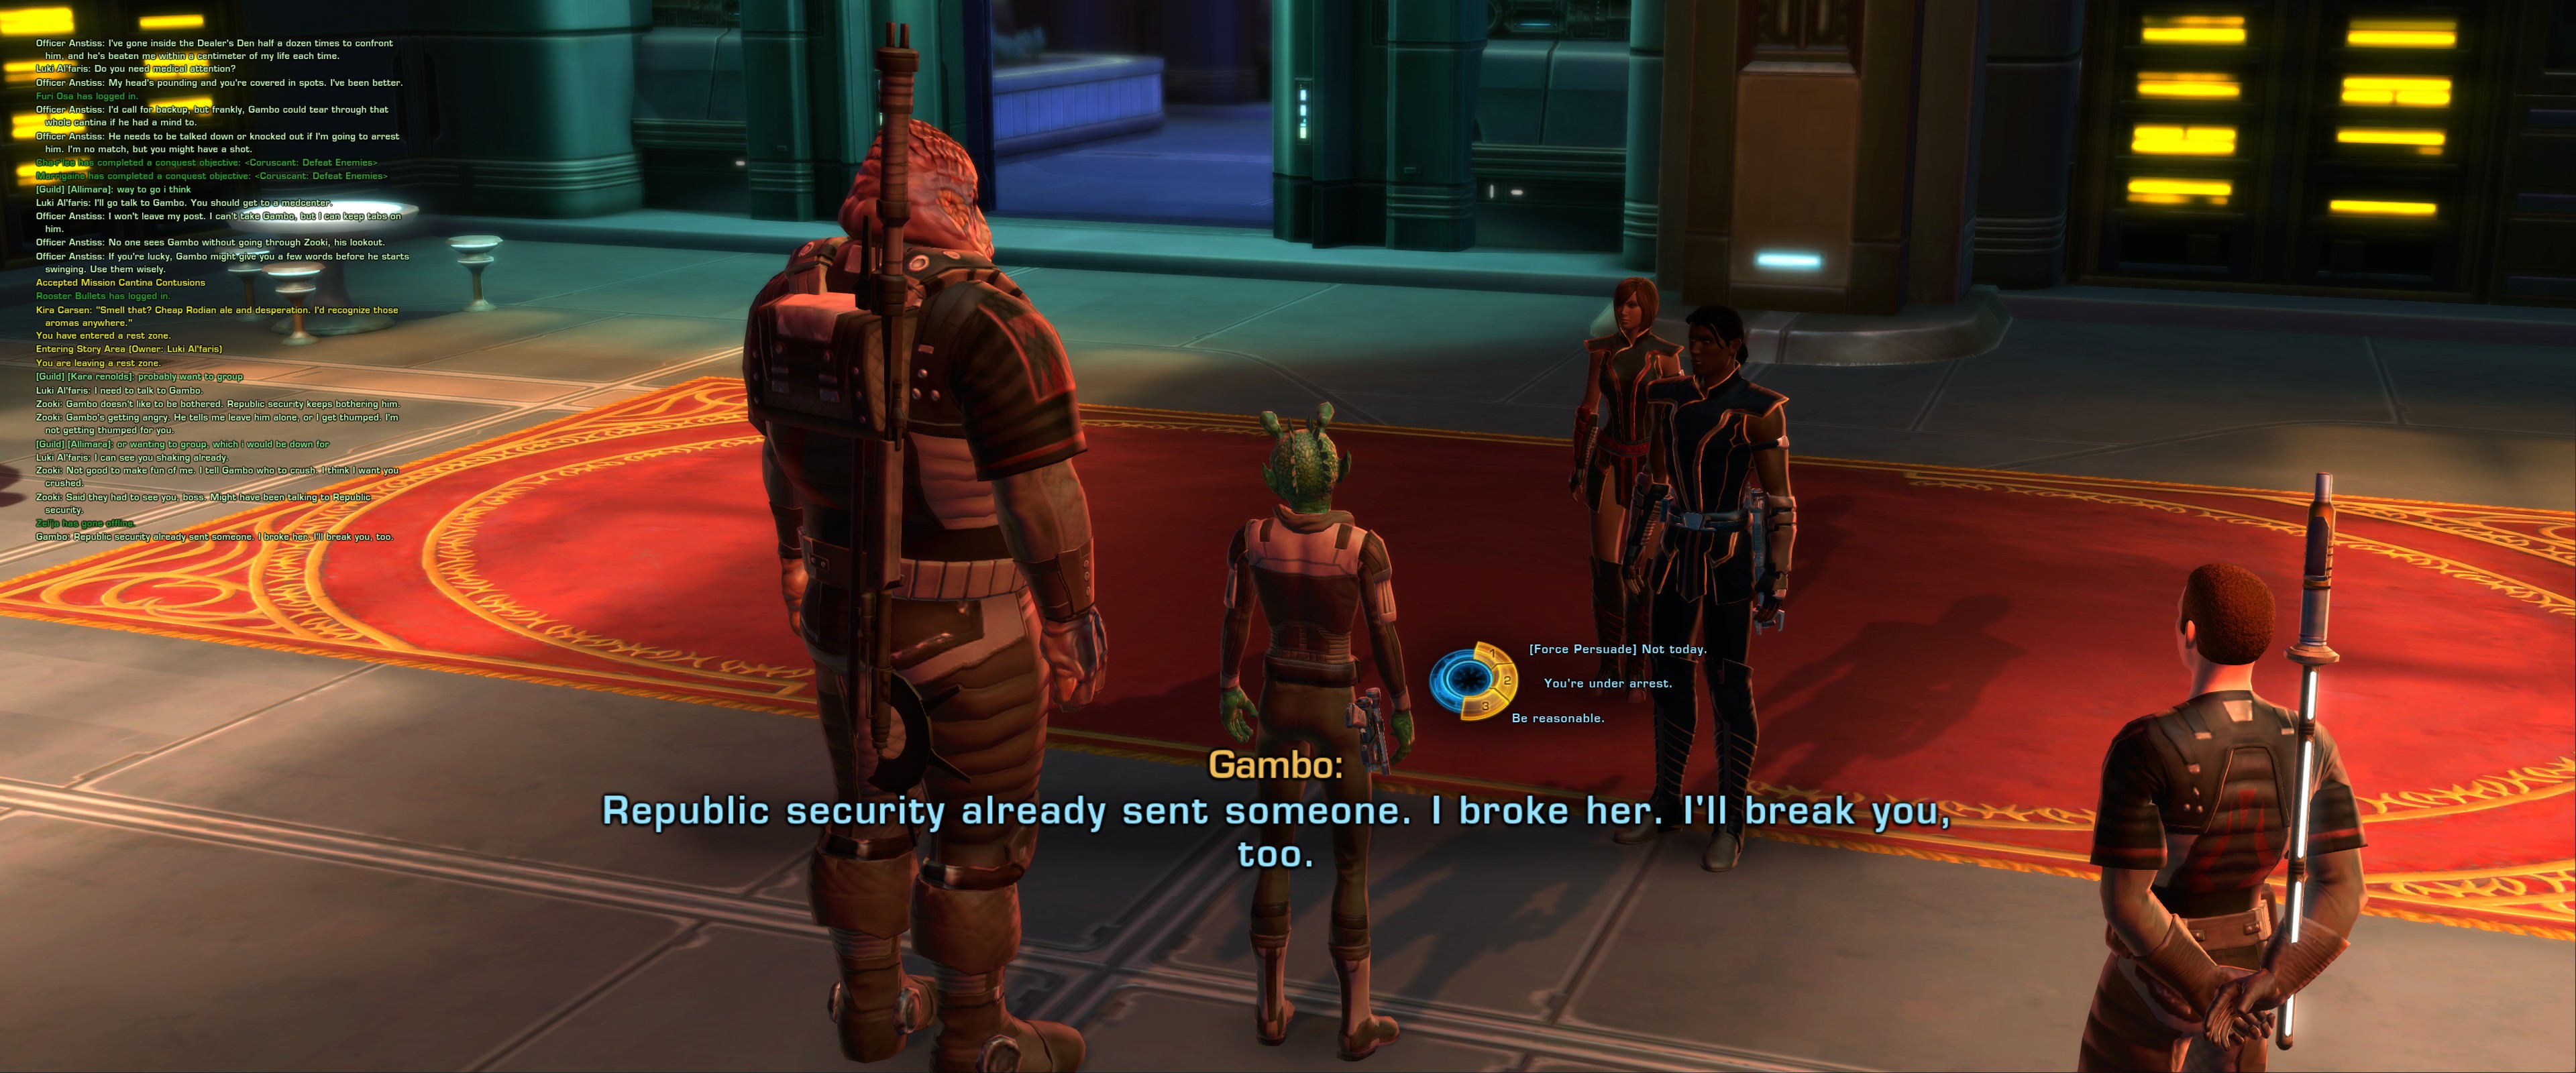 Officer Anstiss: I've gone inside the Dealer's Den half a dozen times to confront
him, and he's beaten me within a centimeter of my life each time.
Luki Al'faris: Do you need medical attention?
Officer Anstiss: My head's pounding and you're covered in spots. I've been better.
Furi Osa has logged in.
Officer Anstiss: I'd call for backup, but frankly, Gambo could tear through that
whole cantina if he had a mind to.
Officer Anstiss: He needs to be talked down or knocked out if I'm going to arrest
him. I'm no match, but you might have a shot.
has completed a conquest objective: <Coruscant: Defeat Enemies>
Marrigaine has completed a conquest objective: <Coruscant: Defeat Enemies>
[Guild] [Allimara]: way to go i think
Luki Al'faris: I'll go talk to Gambo. You should get to a medcenter.
Officer Anstiss: I won't leave my post. I can't take Gambo, but I can keep tabs on
him.
Officer Anstiss: No one sees Gambo without going through Zooki, his lookout.
Officer Anstiss: If you're lucky, Gambo might give you a few words before he starts
swinging. Use them wisely.
Accepted Mission Cantina Contusions
Rooster Bullets has logged in.
Kira Carsen: "Smell that? Cheap Rodian ale and desperation. I'd recognize those
aromas anywhere."
You have entered a rest zone.
Entering Story Area (Owner: Luki Al'faris)
You are leaving a rest zone.
[Guild] [Kara renolds]: probably want to group
Luki Al'faris: I need to talk to Gambo.
Zooki: Gambo doesn't like to be bothered. Republic security keeps bothering him.
Zooki: Gambo's getting angry. He tells me leave him alone, or I get thumped. I'm
not getting thumped for you.
[Guild] [Allimara]: or wanting to group. which i would be down for
Luki Al'faris: I can see you shaking already.
Zooki: Not good to make fun of me. I tell Gambo who to crush. I think I want you
crushed.
Zooki: Said they had to see you, boss. Might have been talking to Republic
security.
has gone offline.
Gambo: Republic security already sent someone. I broke her. I'll break you, too.
1 [Force Persuade] Not today.
2 You're under arrest.
3 Be reasonable.
Gambo:
Republic security already sent someone. I broke her. I'll break you,
too.